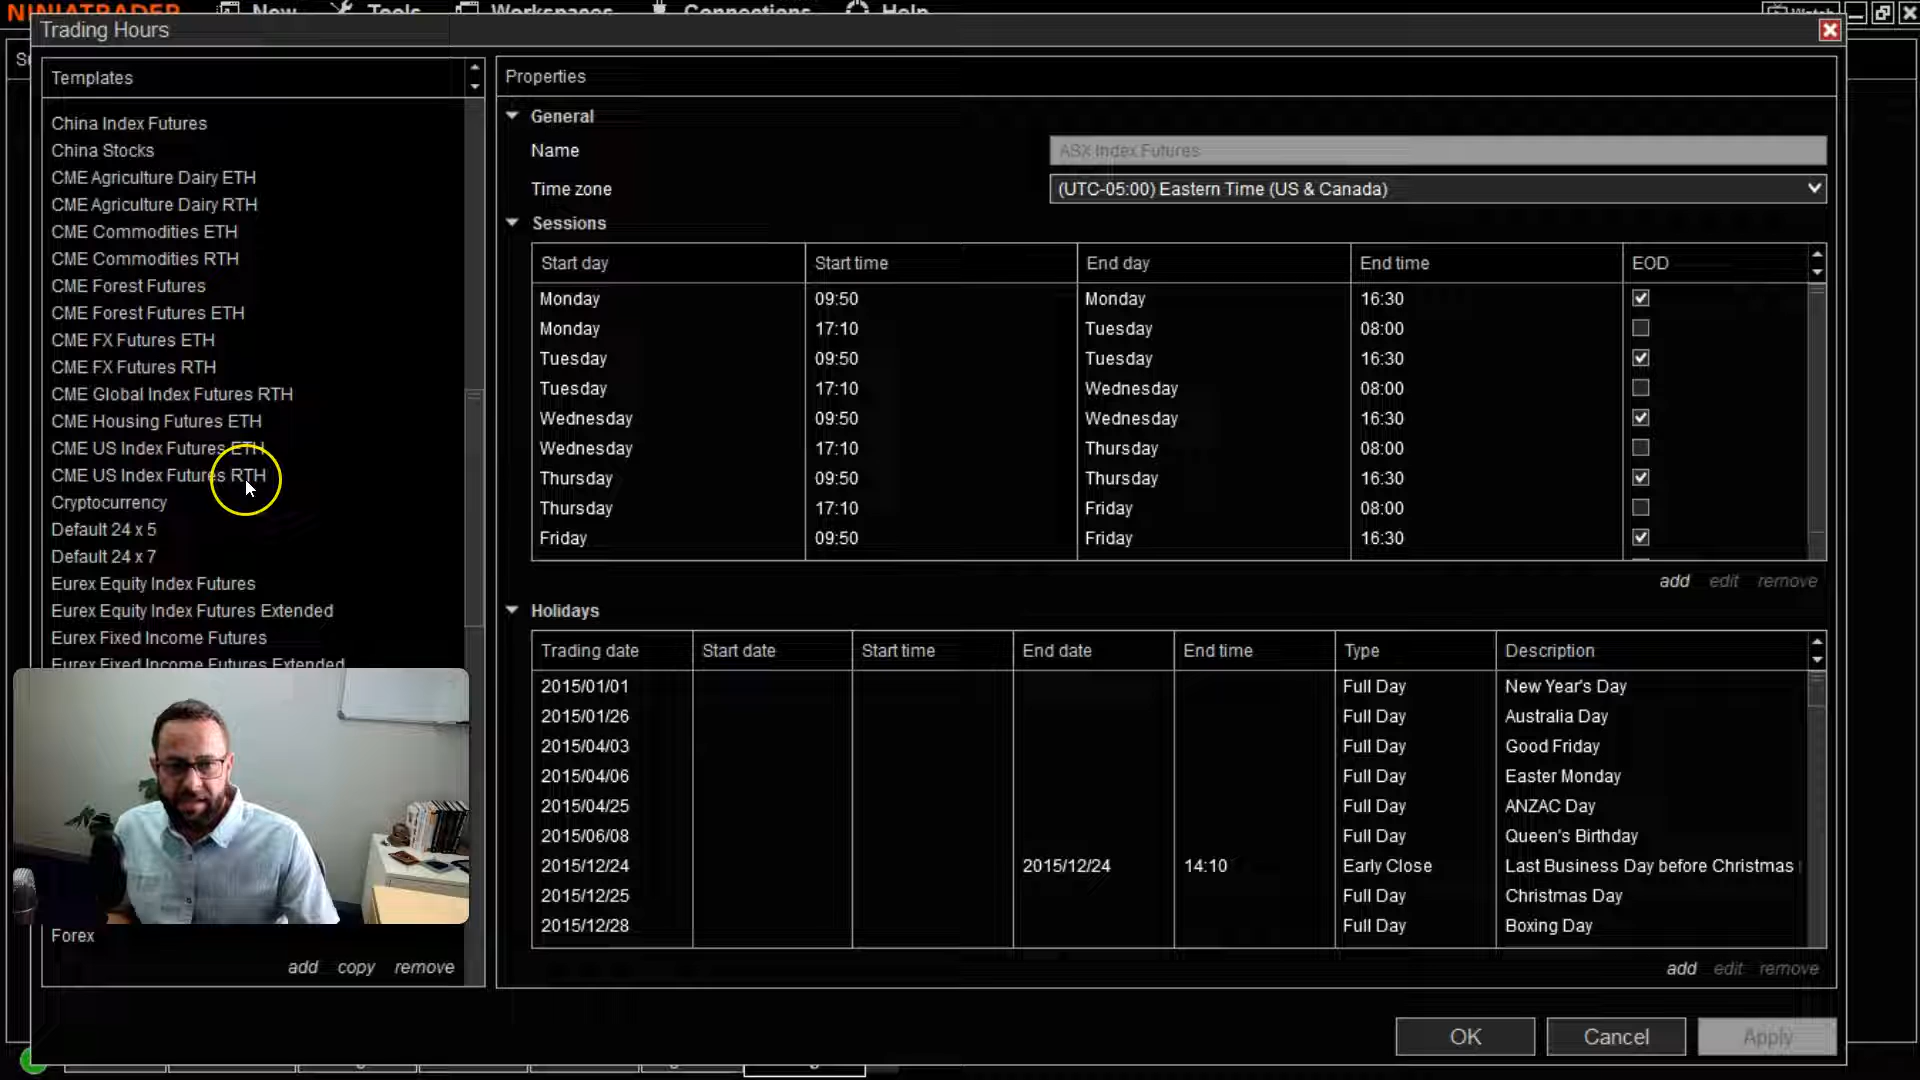 NINJATRADER New Tools Workspaces Connections Help
Trading Hours
Templates
China Index Futures
China Stocks
CME Agriculture Dairy ETH
CME Agriculture Dairy RTH
CME Commodities ETH
CME Commodities RTH
CME Forest Futures
CME Forest Futures ETH
CME FX Futures ETH
CME FX Futures RTH
CME Global Index Futures RTH
CME Housing Futures ETH
CME US Index Futures ETH
CME US Index Futures RTH
Cryptocurrency
Default 24 x 5
Default 24 x 7
Eurex Equity Index Futures
Eurex Equity Index Futures Extended
Eurex Fixed Income Futures
Eurex Fixed Income Futures Extended
Forex
add copy remove
Properties
General
Name ASX Index Futures
Time zone (UTC-05:00) Eastern Time (US & Canada)
Sessions
Start day Start time End day End time EOD
Monday 09:50 Monday 16:30
Monday 17:10 Tuesday 08:00
Tuesday 09:50 Tuesday 16:30
Tuesday 17:10 Wednesday 08:00
Wednesday 09:50 Wednesday 16:30
Wednesday 17:10 Thursday 08:00
Thursday 09:50 Thursday 16:30
Thursday 17:10 Friday 08:00
Friday 09:50 Friday 16:30
add edit remove
Holidays
Trading date Start date Start time End date End time Type Description
2015/01/01 Full Day New Year's Day
2015/01/26 Full Day Australia Day
2015/04/03 Full Day Good Friday
2015/04/06 Full Day Easter Monday
2015/04/25 Full Day ANZAC Day
2015/06/08 Full Day Queen's Birthday
2015/12/24 2015/12/24 14:10 Early Close Last Business Day before Christmas
2015/12/25 Full Day Christmas Day
2015/12/28 Full Day Boxing Day
add edit remove
OK Cancel Apply